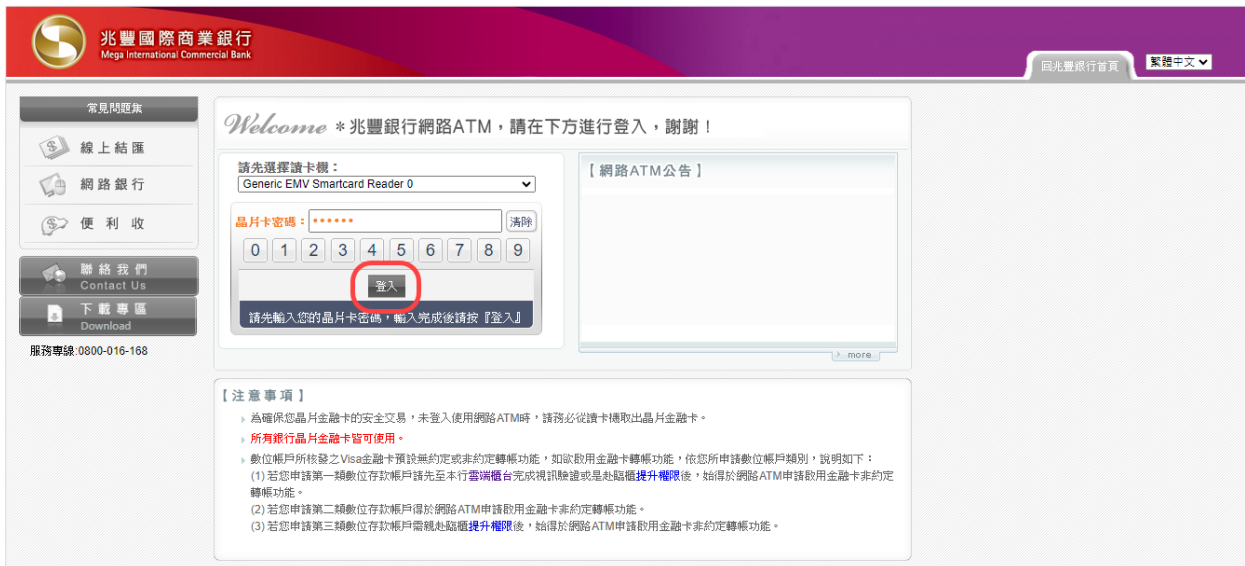 兆豐國際商業銀行
Mega International Commercial Bank
回兆豐銀行首頁
繁體中文
常見問題集
線上結匯
網路銀行
便利收
聯絡我們
Contact Us
下載專區
Download
服務專線:0800-016-168
Welcome *兆豐銀行網路ATM,請在下方進行登入,謝謝!
請先選擇讀卡機:
Generic EMV Smartcard Reader 0
晶片卡密碼: •••••• 清除
0 1 2 3 4 5 6 7 8 9
登入
請先輸入您的晶片卡密碼,輸入完成後請按『登入』
【網路ATM公告】
more
【注意事項】
為確保您晶片金融卡的安全交易,未登入使用網路ATM時,請務必從讀卡機取出晶片金融卡。
所有銀行晶片金融卡皆可使用。
數位帳戶所核發之Visa金融卡預設無約定或非約定轉帳功能,如欲啟用金融卡轉帳功能,依您所申請數位帳戶類別,說明如下:
(1) 若您申請第一類數位存款帳戶請先至本行雲端櫃台完成視訊驗證或是赴臨櫃提升權限後,始得於網路ATM申請啟用金融卡非約定
轉帳功能。
(2) 若您申請第二類數位存款帳戶得於網路ATM申請啟用金融卡非約定轉帳功能。
(3) 若您申請第三類數位存款帳戶需親赴臨櫃提升權限後,始得於網路ATM申請啟用金融卡非約定轉帳功能。